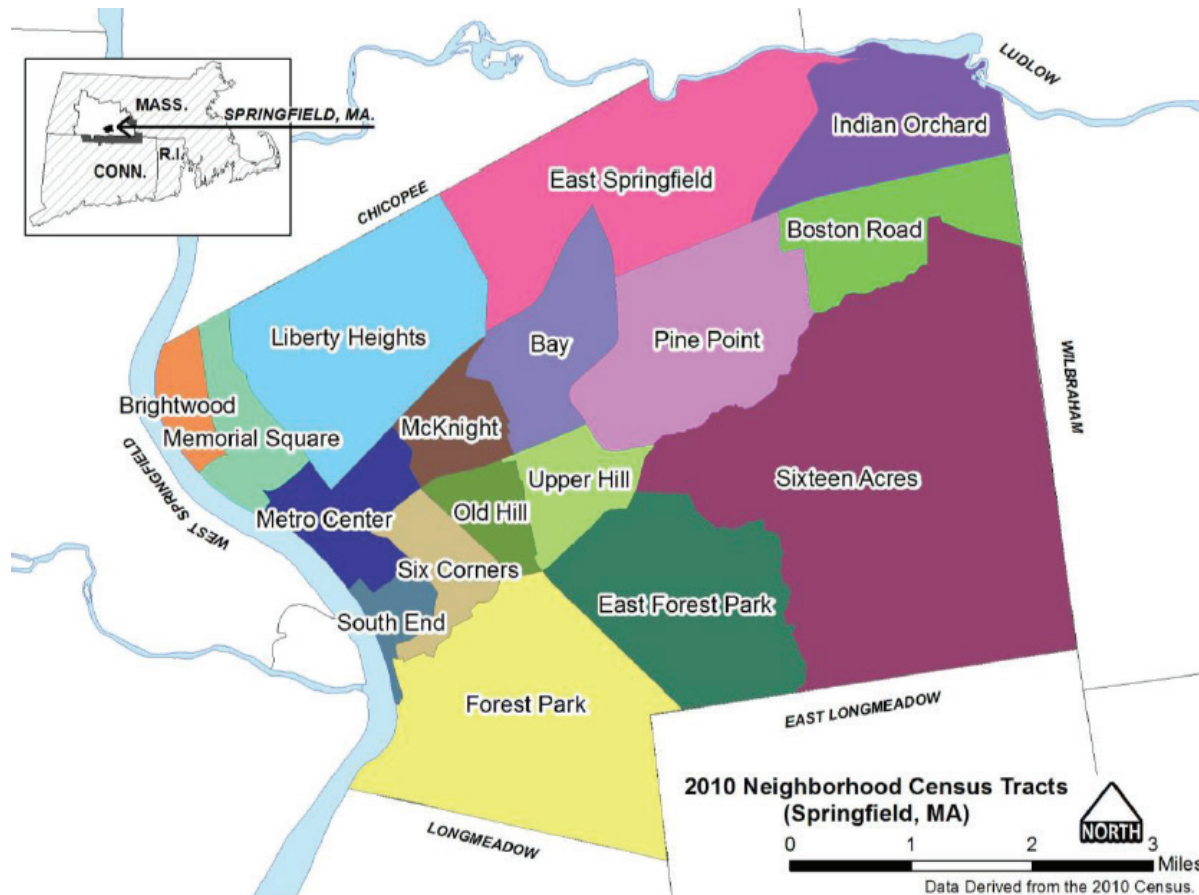 MASS.
SPRINGFIELD, MA.
R.I.
CONN.
LUDLOW
CHICOPEE
WILBRAHAM
WEST SPRINGFIELD
EAST LONGMEADOW
LONGMEADOW
Indian Orchard
East Springfield
Boston Road
Liberty Heights
Bay
Pine Point
Brightwood
Memorial Square
McKnight
Upper Hill
Sixteen Acres
Metro Center
Old Hill
Six Corners
East Forest Park
South End
Forest Park
2010 Neighborhood Census Tracts
(Springfield, MA)
NORTH
0 1 2 3
Miles
Data Derived from the 2010 Census.